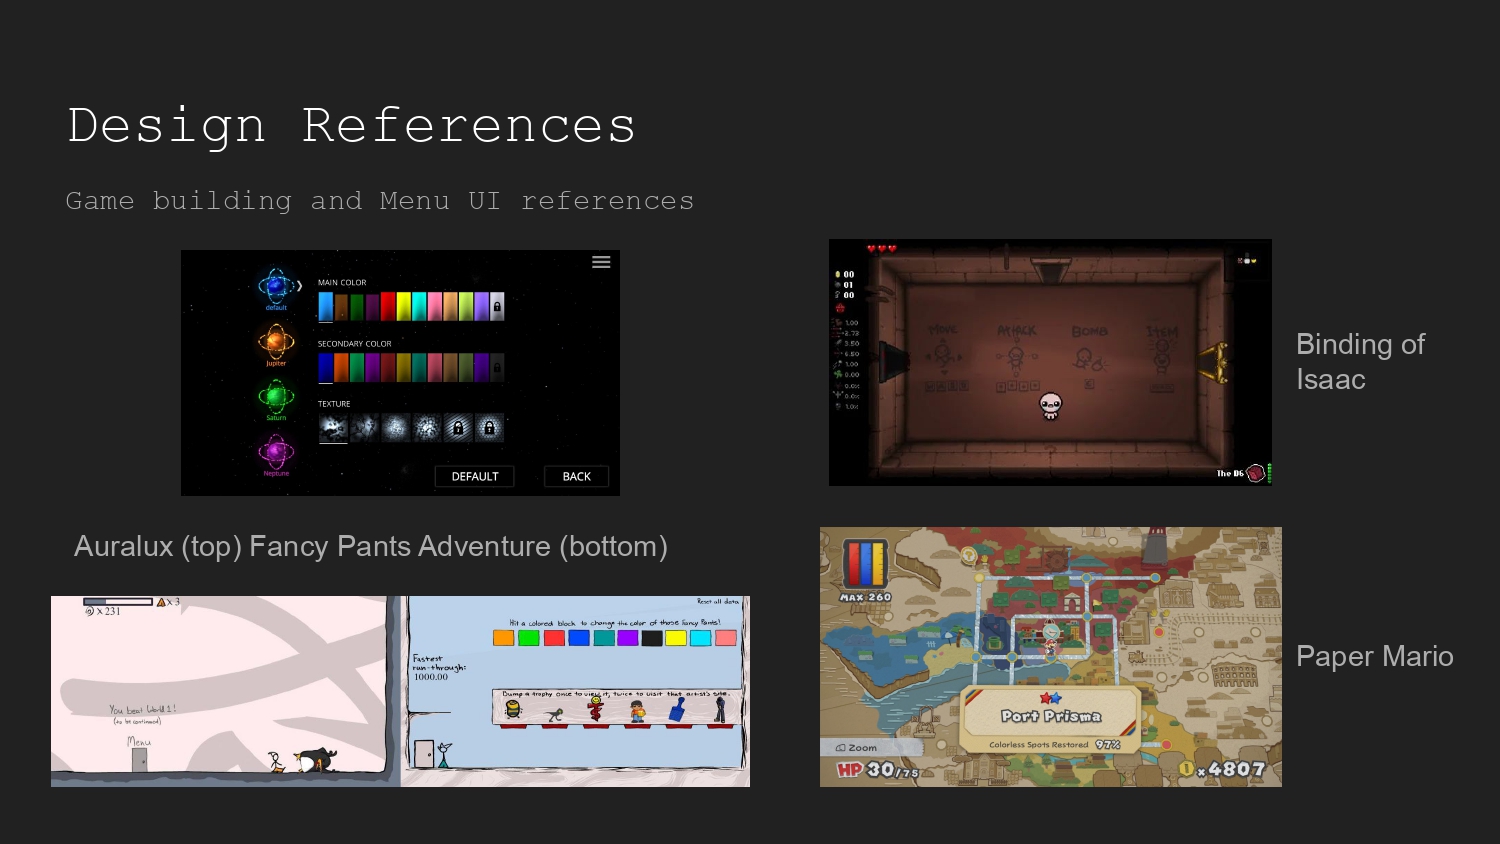 Design References
Game building and Menu UI references
MAIN COLOR
default
SECONDARY COLOR
Jupiter
TEXTURE
Saturn
Neptune
DEFAULT
BACK
00
01
00
1.00
MOVE
ATTACK
BOMB
ITEM
The D6
Binding of
Isaac
Auralux (top) Fancy Pants Adventure (bottom)
x 3
x 231
You beat World 1!
(to be continued)
Menu
Reset all data
Hit a colored block to change the color of those Fancy Pants!
Fastest
run-through:
1000.00
Bump a trophy once to view it, twice to visit that artist's site.
MAX 260
Port Prisma
Colorless Spots Restored 97%
Zoom
HP 30/75
x4807
Paper Mario